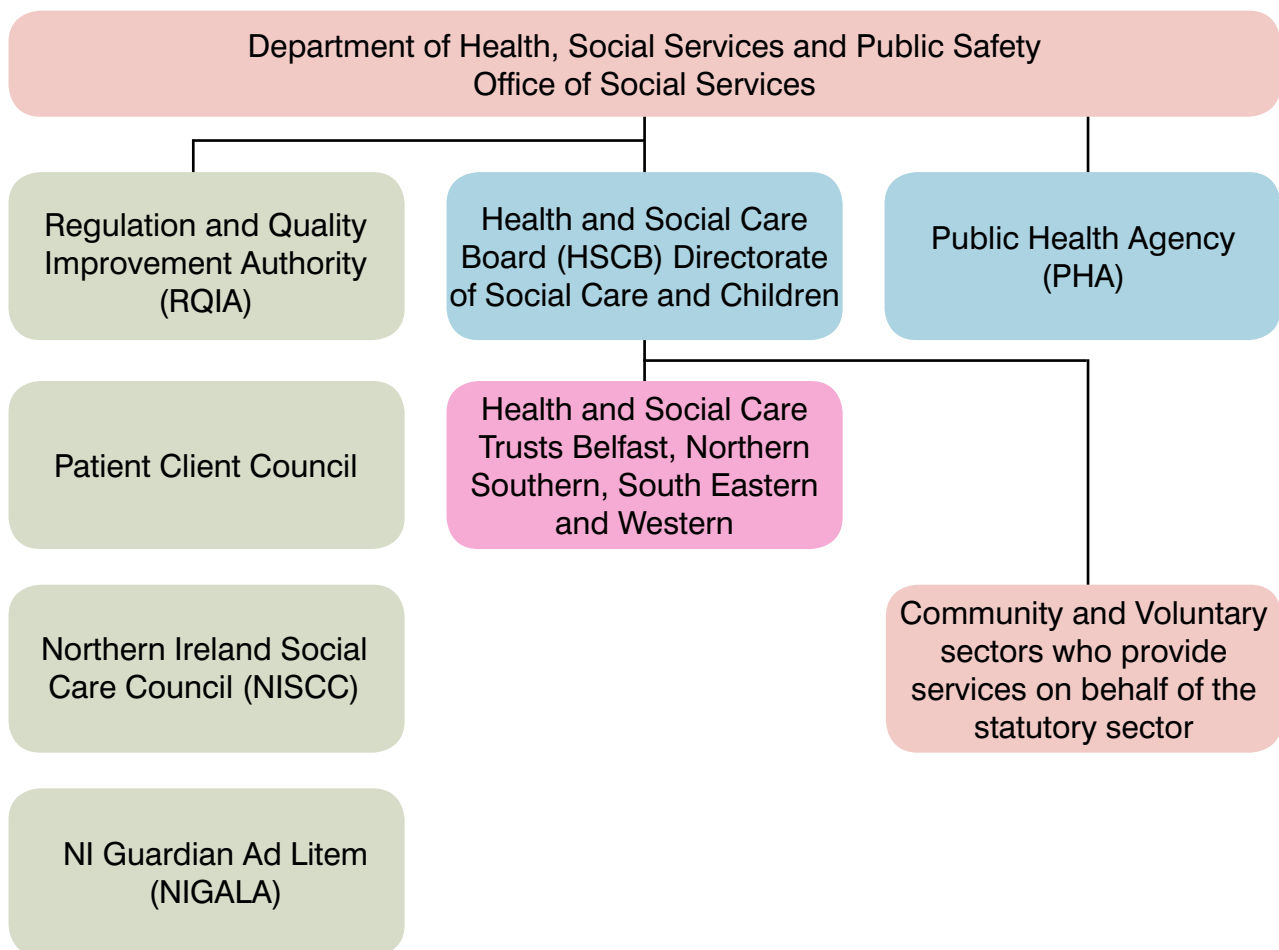 Department of Health, Social Services and Public Safety
Office of Social Services
Regulation and Quality
Improvement Authority
(RQIA)
Health and Social Care
Board (HSCB) Directorate
of Social Care and Children
Public Health Agency
(PHA)
Patient Client Council
Health and Social Care
Trusts Belfast, Northern
Southern, South Eastern
and Western
Northern Ireland Social
Care Council (NISCC)
Community and Voluntary
sectors who provide
services on behalf of the
statutory sector
NI Guardian Ad Litem
(NIGALA)